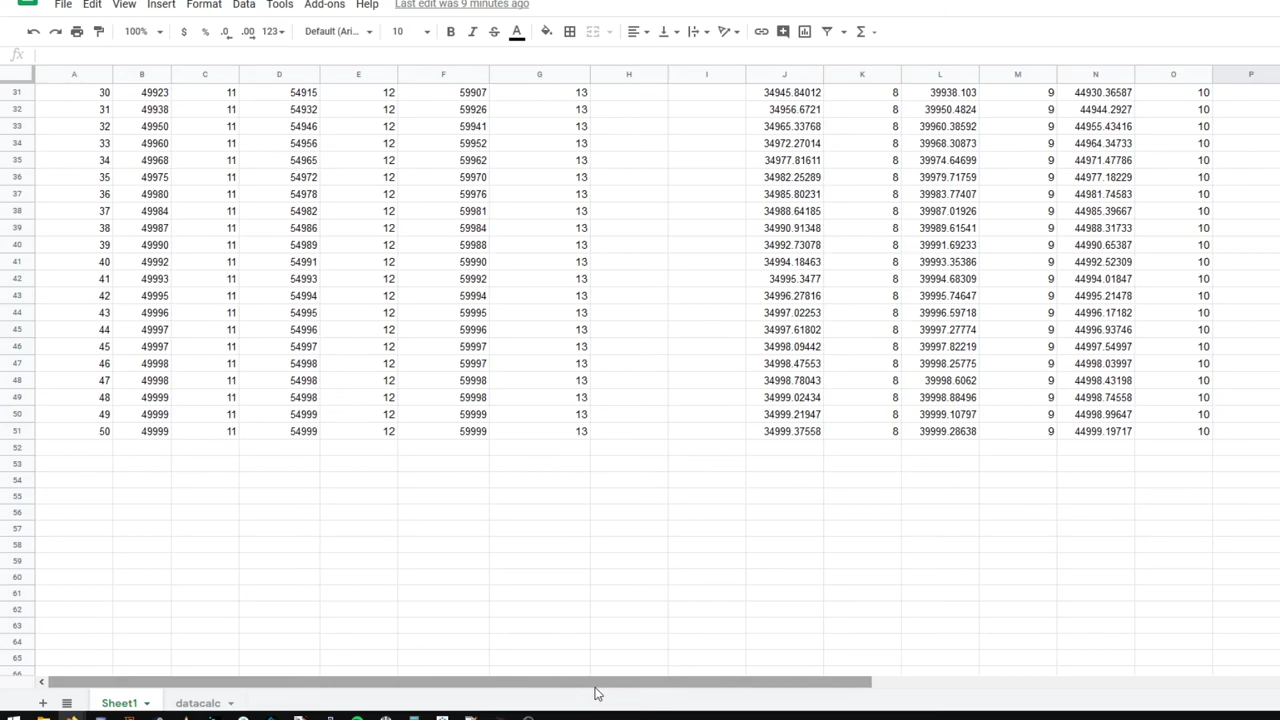 File Edit View Insert Format Data Tools Add-ons Help Last edit was 9 minutes ago
100% $ % .0 .00 123 Default (Ari... 10 B I S A Σ
fx
A B C D E F G H I J K L M N O P
31 30 49923 11 54915 12 59907 13 34945.84012 8 39938.103 9 44930.36587 10
32 31 49938 11 54932 12 59926 13 34956.6721 8 39950.4824 9 44944.2927 10
33 32 49950 11 54946 12 59941 13 34965.33768 8 39960.38592 9 44955.43416 10
34 33 49960 11 54956 12 59952 13 34972.27014 8 39968.30873 9 44964.34733 10
35 34 49968 11 54965 12 59962 13 34977.81611 8 39974.64699 9 44971.47786 10
36 35 49975 11 54972 12 59970 13 34982.25289 8 39979.71759 9 44977.18229 10
37 36 49980 11 54978 12 59976 13 34985.80231 8 39983.77407 9 44981.74583 10
38 37 49984 11 54982 12 59981 13 34988.64185 8 39987.01926 9 44985.39667 10
39 38 49987 11 54986 12 59984 13 34990.91348 8 39989.61541 9 44988.31733 10
40 39 49990 11 54989 12 59988 13 34992.73078 8 39991.69233 9 44990.65387 10
41 40 49992 11 54991 12 59990 13 34994.18463 8 39993.35386 9 44992.52309 10
42 41 49993 11 54993 12 59992 13 34995.3477 8 39994.68309 9 44994.01847 10
43 42 49995 11 54994 12 59994 13 34996.27816 8 39995.74647 9 44995.21478 10
44 43 49996 11 54995 12 59995 13 34997.02253 8 39996.59718 9 44996.17182 10
45 44 49997 11 54996 12 59996 13 34997.61802 8 39997.27774 9 44996.93746 10
46 45 49997 11 54997 12 59997 13 34998.09442 8 39997.82219 9 44997.54997 10
47 46 49998 11 54998 12 59997 13 34998.47553 8 39998.25775 9 44998.03997 10
48 47 49998 11 54998 12 59998 13 34998.78043 8 39998.6062 9 44998.43198 10
49 48 49999 11 54999 12 59998 13 34999.02434 8 39998.88496 9 44998.74558 10
50 49 49999 11 54999 12 59999 13 34999.21947 8 39999.10797 9 44998.99647 10
51 50 49999 11 54999 12 59999 13 34999.37558 8 39999.28638 9 44999.19717 10
52
53
54
55
56
57
58
59
60
61
62
63
64
65
66
Sheet1 datacalc